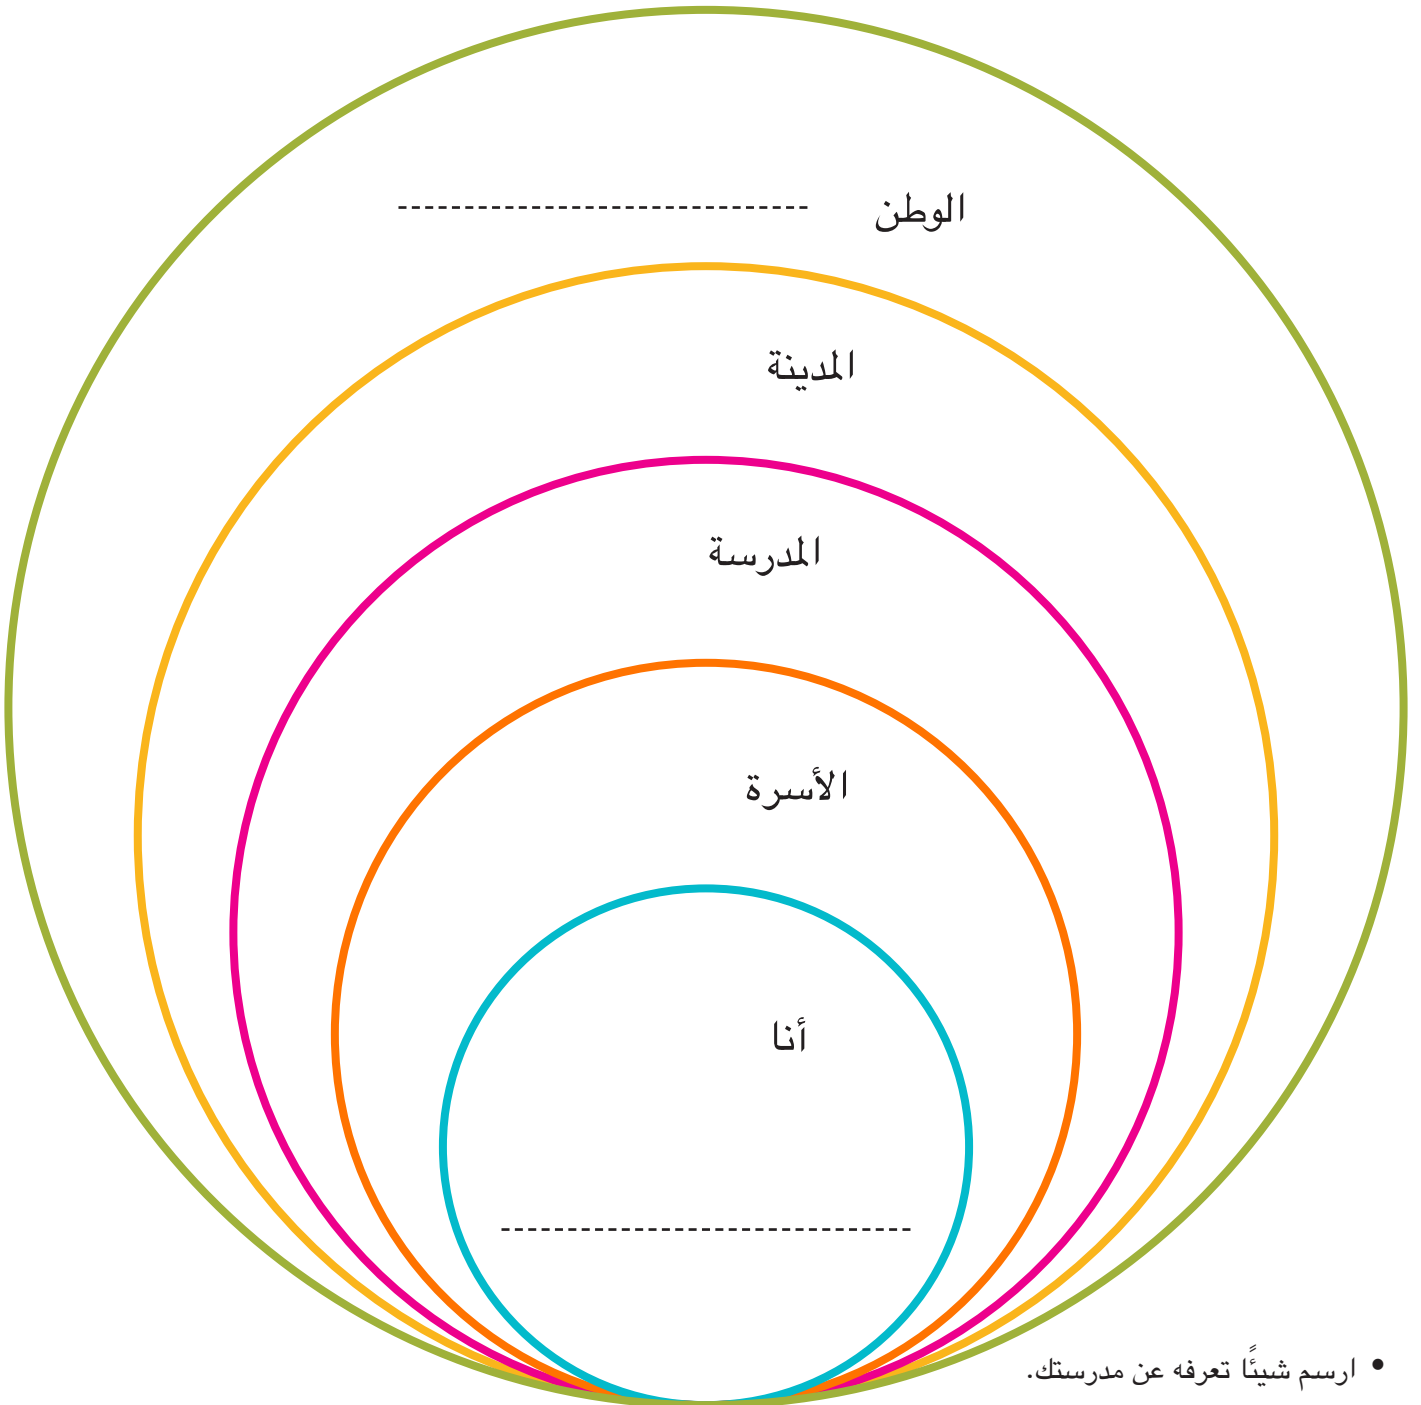 الوطن
المدينة
المدرسة
الأسرة
أنا
• ارسم شيئًا تعرفه عن مدرستك.